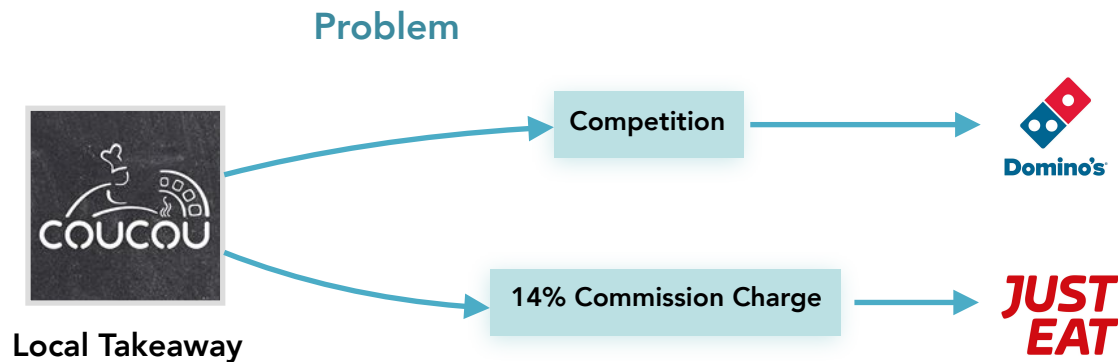 Problem
Competition
Domino's
COUCOU
14% Commission Charge
JUST
EAT
Local Takeaway